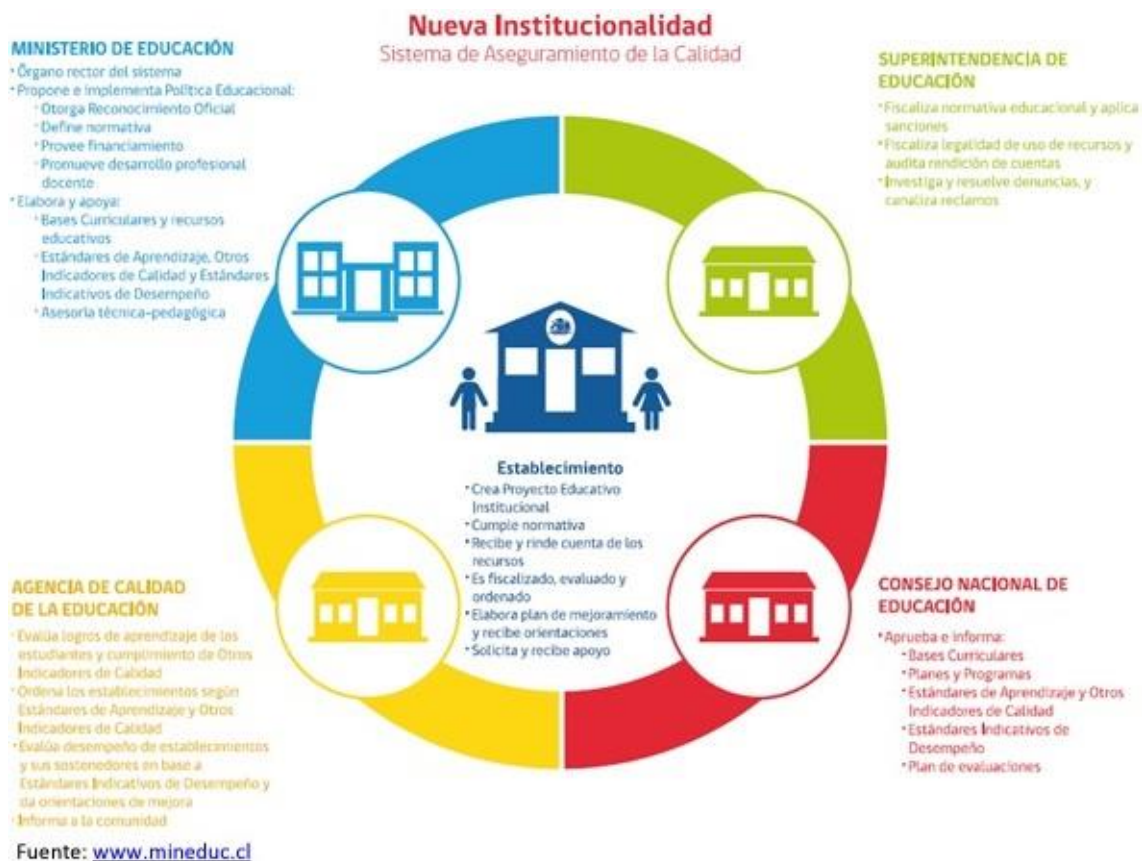 Nueva Institucionalidad
Sistema de Aseguramiento de la Calidad
MINISTERIO DE EDUCACIÓN
• Órgano rector del sistema
• Propone e implementa Política Educacional:
• Otorga Reconocimiento Oficial
• Define normativa
• Provee financiamiento
• Promueve desarrollo profesional
docente
• Elabora y apoya:
• Bases Curriculares y recursos
educativos
• Estándares de Aprendizaje, Otros
Indicadores de Calidad y Estándares
Indicativos de Desempeño
• Asesoría técnica-pedagógica
SUPERINTENDENCIA DE
EDUCACIÓN
• Fiscaliza normativa educacional y aplica
sanciones
• Fiscaliza legalidad de uso de recursos y
audita rendición de cuentas
• Investiga y resuelve denuncias, y
canaliza reclamos
Establecimiento
• Crea Proyecto Educativo
Institucional
• Cumple normativa
• Recibe y rinde cuenta de los
recursos
• Es fiscalizado, evaluado y
ordenado
• Elabora plan de mejoramiento
y recibe orientaciones
• Solicita y recibe apoyo
AGENCIA DE CALIDAD
DE LA EDUCACIÓN
• Evalúa logros de aprendizaje de los
estudiantes y cumplimiento de Otros
Indicadores de Calidad
• Ordena los establecimientos según
Estándares de Aprendizaje y Otros
Indicadores de Calidad
• Evalúa desempeño de establecimientos
y sus sostenedores en base a
Estándares Indicativos de Desempeño y
da orientaciones de mejora
• Informa a la comunidad
CONSEJO NACIONAL DE
EDUCACIÓN
• Aprueba e informa:
• Bases Curriculares
• Planes y Programas
• Estándares de Aprendizaje y Otros
Indicadores de Calidad
• Estándares Indicativos de
Desempeño
• Plan de evaluaciones
Fuente: www.mineduc.cl